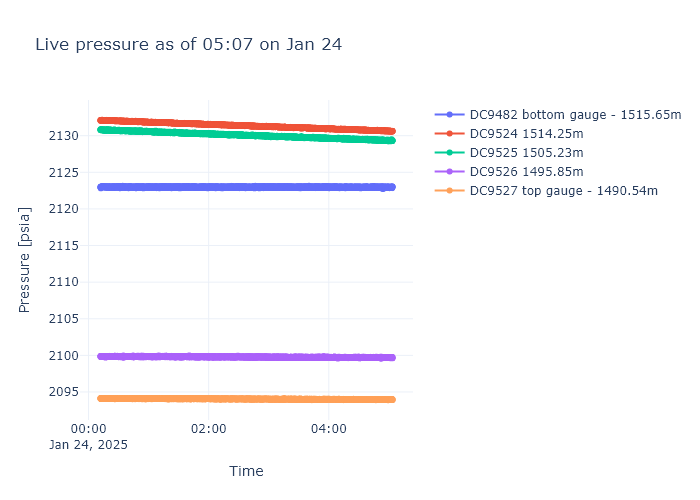 Live pressure as of 05:07 on Jan 24
DC9482 bottom gauge - 1515.65m
DC9524 1514.25m
DC9525 1505.23m
DC9526 1495.85m
DC9527 top gauge - 1490.54m
Pressure [psia]
2130
2125
2120
2115
2110
2105
2100
2095
00:00 02:00 04:00
Jan 24, 2025
Time